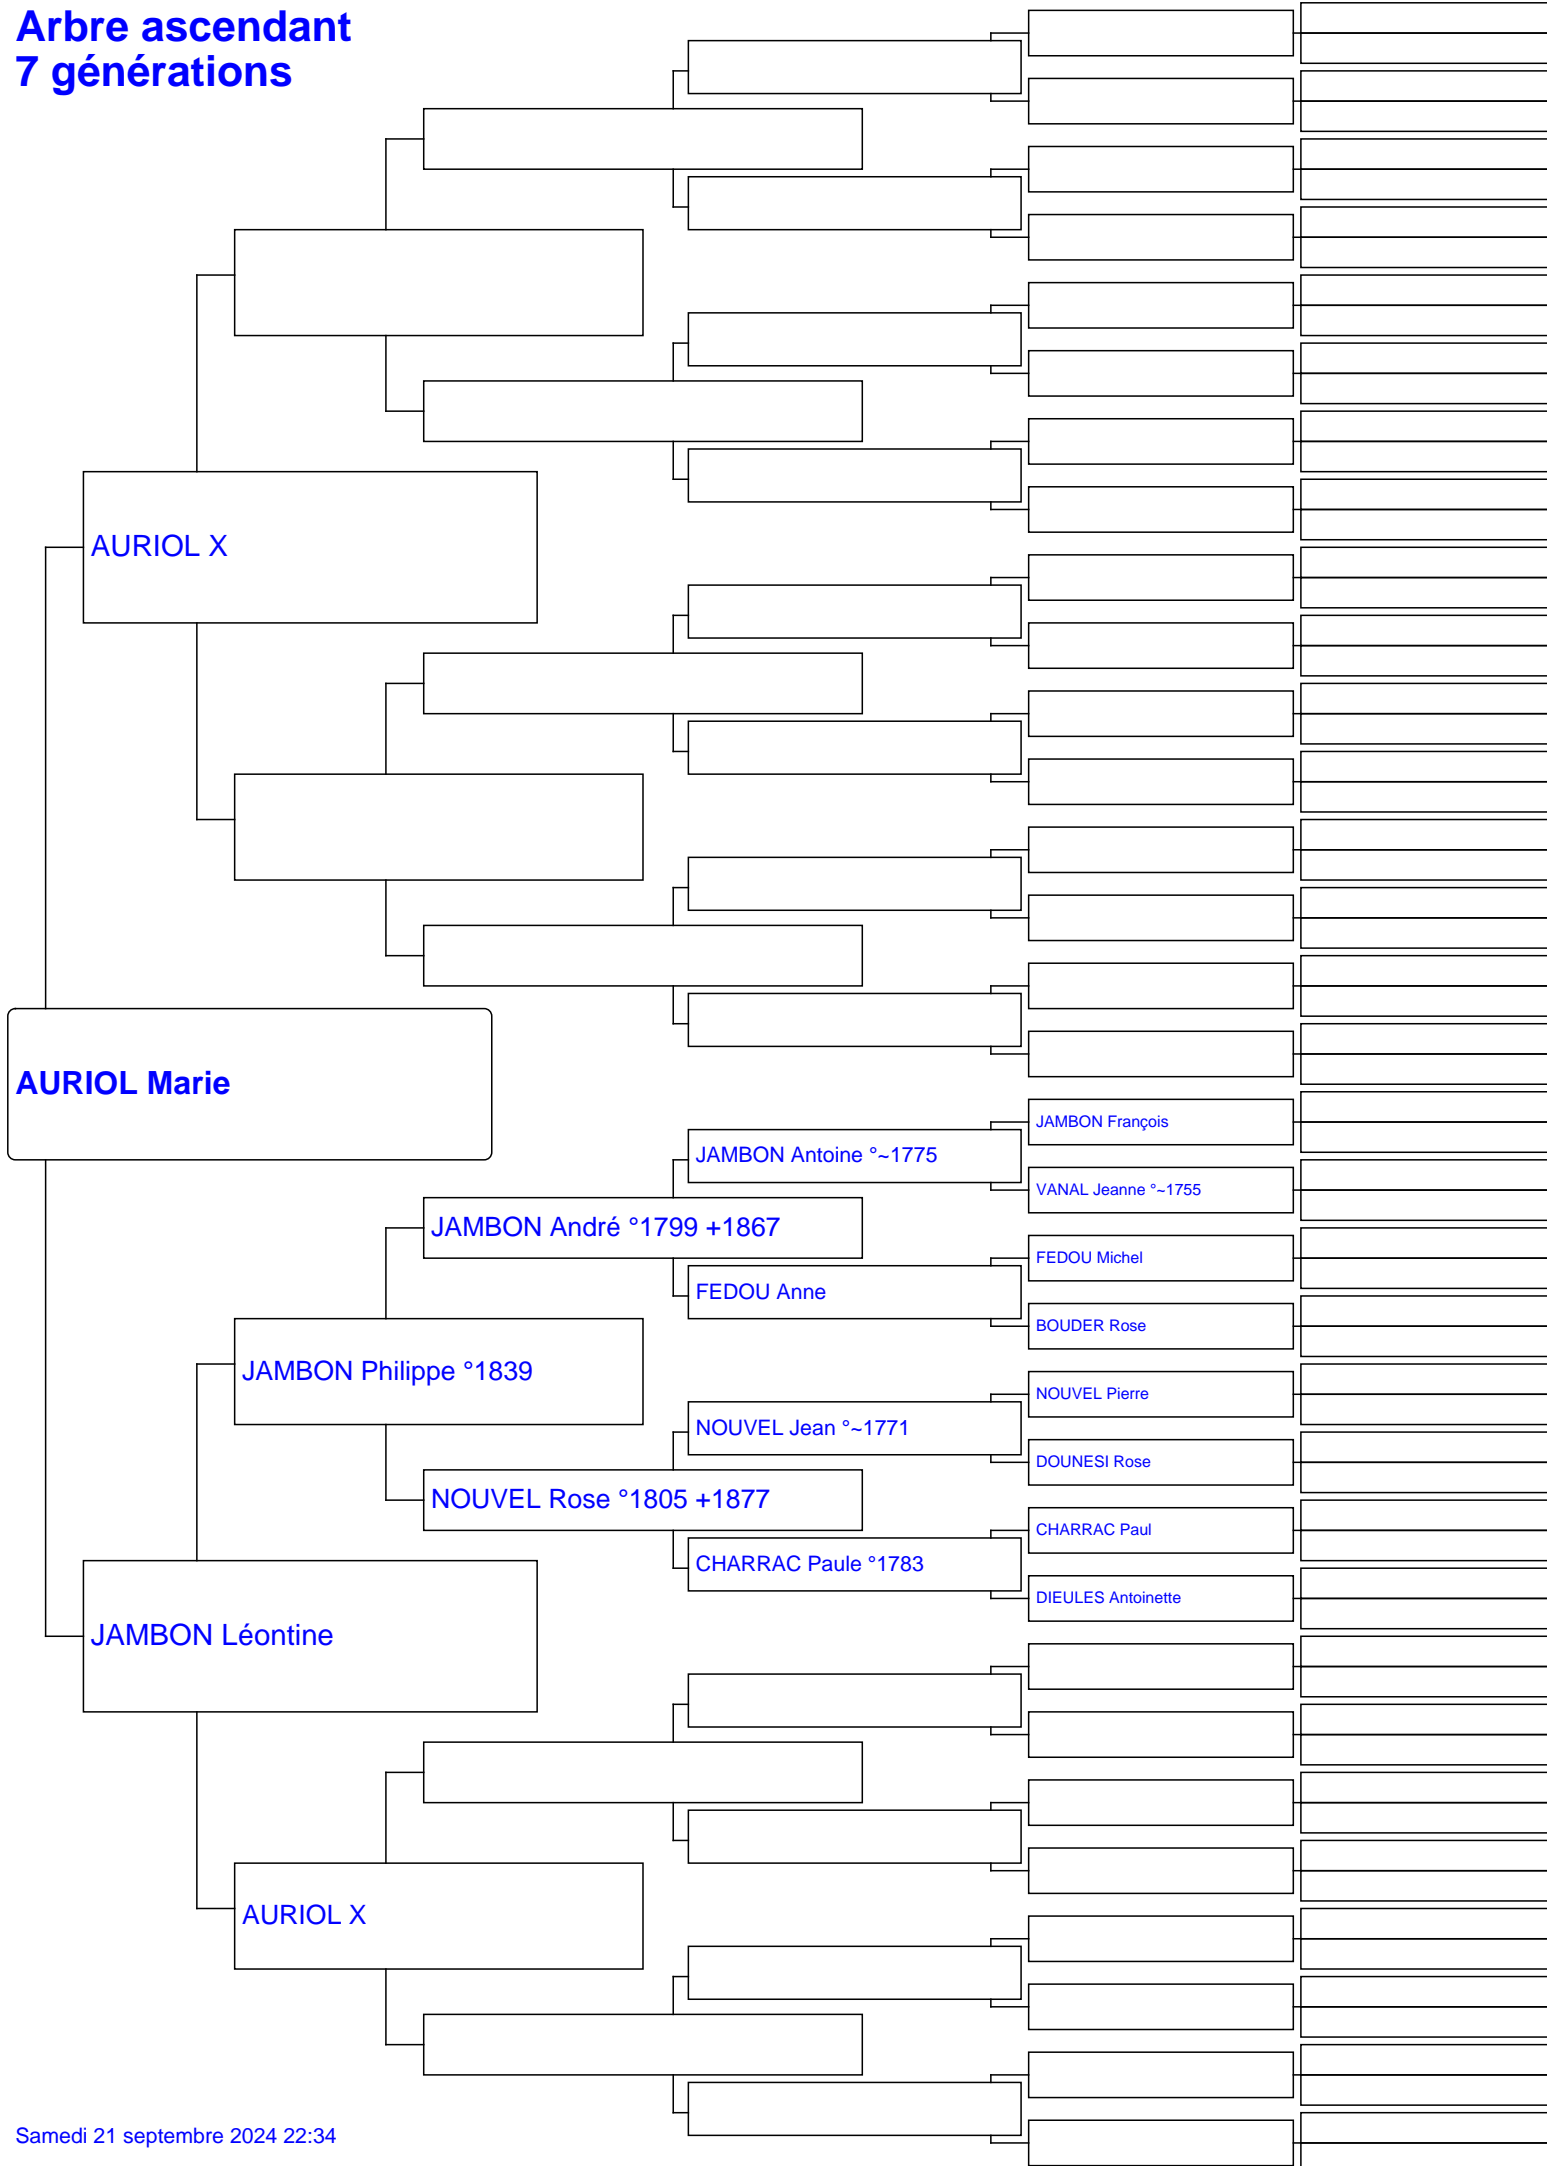 Arbre ascendant
7 générations
AURIOL X
AURIOL Marie
JAMBON François
JAMBON Antoine °~1775
VANAL Jeanne °~1755
JAMBON André °1799 +1867
FEDOU Michel
FEDOU Anne
BOUDER Rose
JAMBON Philippe °1839
NOUVEL Pierre
NOUVEL Jean °~1771
DOUNESI Rose
NOUVEL Rose °1805 +1877
CHARRAC Paul
CHARRAC Paule °1783
DIEULES Antoinette
JAMBON Léontine
AURIOL X
Samedi 21 septembre 2024 22:34